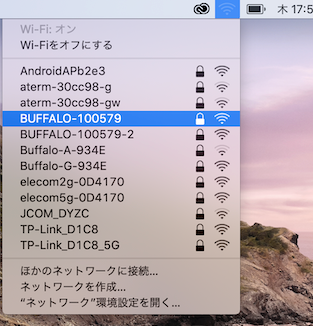 木 17:5
Wi-Fi: オン
Wi-Fiをオフにする
AndroidAPb2e3
aterm-30cc98-g
aterm-30cc98-gw
BUFFALO-100579
BUFFALO-100579-2
Buffalo-A-934E
Buffalo-G-934E
elecom2g-0D4170
elecom5g-0D4170
JCOM_DYZC
TP-Link_D1C8
TP-Link_D1C8_5G
ほかのネットワークに接続...
ネットワークを作成...
“ネットワーク”環境設定を開く...